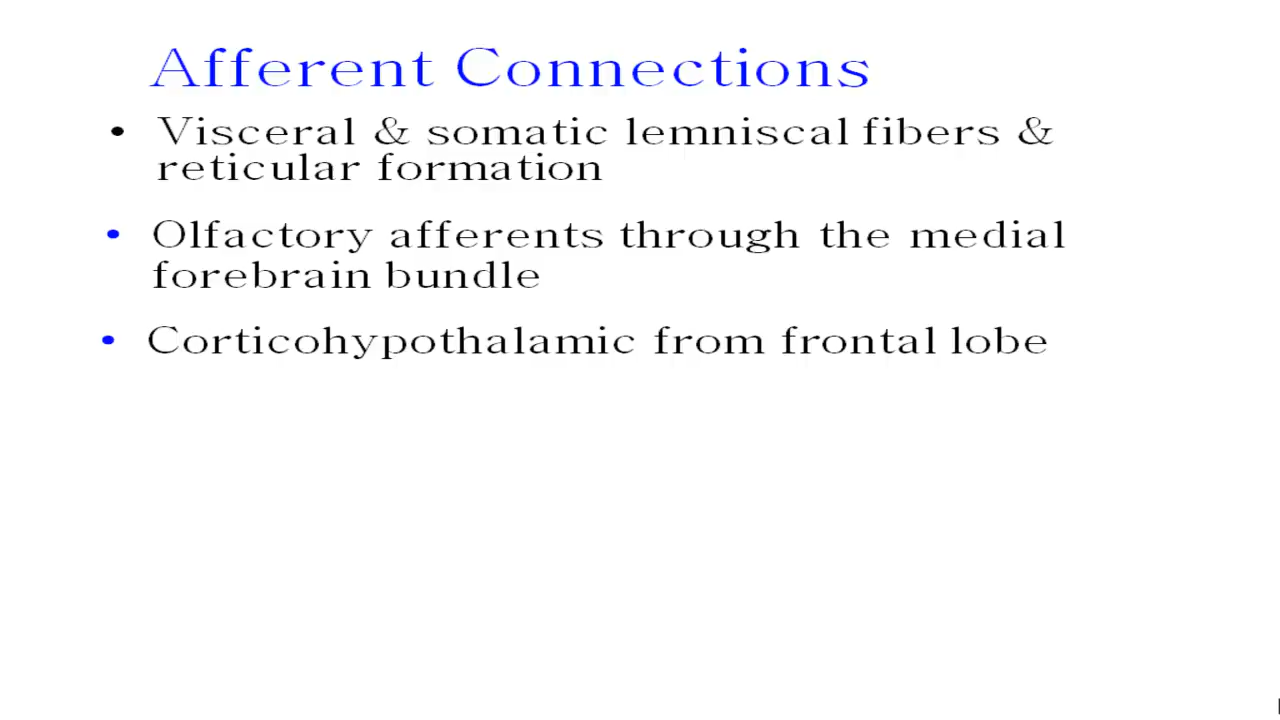 Afferent Connections
• Visceral & somatic lemniscal fibers &
reticular formation
• Olfactory afferents through the medial
forebrain bundle
• Corticohypothalamic from frontal lobe